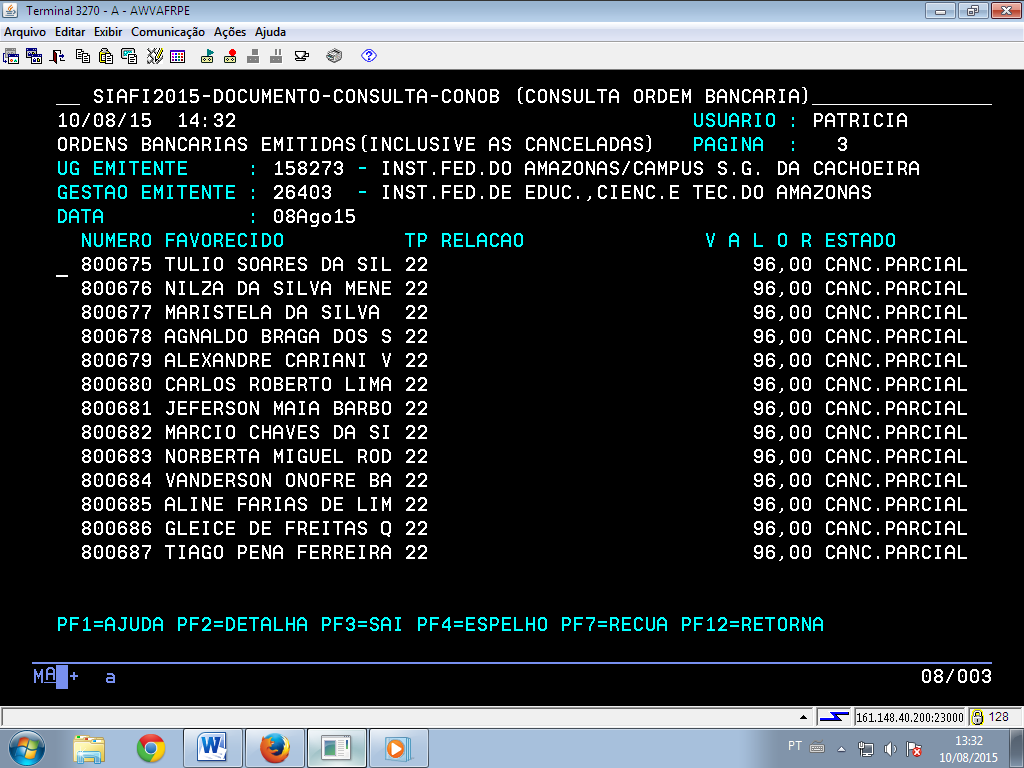 Terminal 3270 - A - AWVAFRPE
Arquivo Editar Exibir Comunicação Ações Ajuda
__ SIAFI2015-DOCUMENTO-CONSULTA-CONOB (CONSULTA ORDEM BANCARIA)_______________
10/08/15 14:32 USUARIO : PATRICIA
ORDENS BANCARIAS EMITIDAS(INCLUSIVE AS CANCELADAS) PAGINA : 3
UG EMITENTE : 158273 - INST.FED.DO AMAZONAS/CAMPUS S.G. DA CACHOEIRA
GESTAO EMITENTE : 26403 - INST.FED.DE EDUC.,CIENC.E TEC.DO AMAZONAS
DATA : 08Ago15
NUMERO FAVORECIDO TP RELACAO V A L O R ESTADO
_ 800675 TULIO SOARES DA SIL 22 96,00 CANC.PARCIAL
800676 NILZA DA SILVA MENE 22 96,00 CANC.PARCIAL
800677 MARISTELA DA SILVA 22 96,00 CANC.PARCIAL
800678 AGNALDO BRAGA DOS S 22 96,00 CANC.PARCIAL
800679 ALEXANDRE CARIANI V 22 96,00 CANC.PARCIAL
800680 CARLOS ROBERTO LIMA 22 96,00 CANC.PARCIAL
800681 JEFERSON MAIA BARBO 22 96,00 CANC.PARCIAL
800682 MARCIO CHAVES DA SI 22 96,00 CANC.PARCIAL
800683 NORBERTA MIGUEL ROD 22 96,00 CANC.PARCIAL
800684 VANDERSON ONOFRE BA 22 96,00 CANC.PARCIAL
800685 ALINE FARIAS DE LIM 22 96,00 CANC.PARCIAL
800686 GLEICE DE FREITAS Q 22 96,00 CANC.PARCIAL
800687 TIAGO PENA FERREIRA 22 96,00 CANC.PARCIAL
PF1=AJUDA PF2=DETALHA PF3=SAI PF4=ESPELHO PF7=RECUA PF12=RETORNA
MA + a 08/003
161.148.40.200:23000 128
PT 13:32
10/08/2015